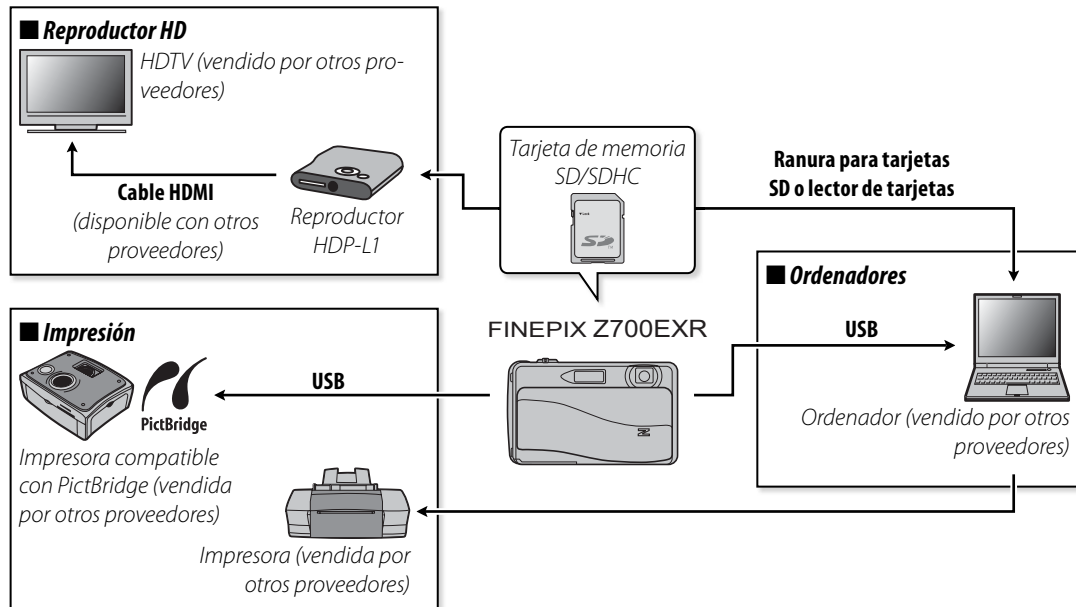 ■ Reproductor HD
HDTV (vendido por otros pro-
veedores)
Cable HDMI
(disponible con otros
proveedores)
Reproductor
HDP-L1
Tarjeta de memoria
SD/SDHC
Lock
SD
Ranura para tarjetas
SD o lector de tarjetas
■ Ordenadores
USB
Ordenador (vendido por otros
proveedores)
FINEPIX Z700EXR
Z
■ Impresión
PictBridge
USB
Impresora compatible
con PictBridge (vendida
por otros proveedores)
Impresora (vendida por
otros proveedores)